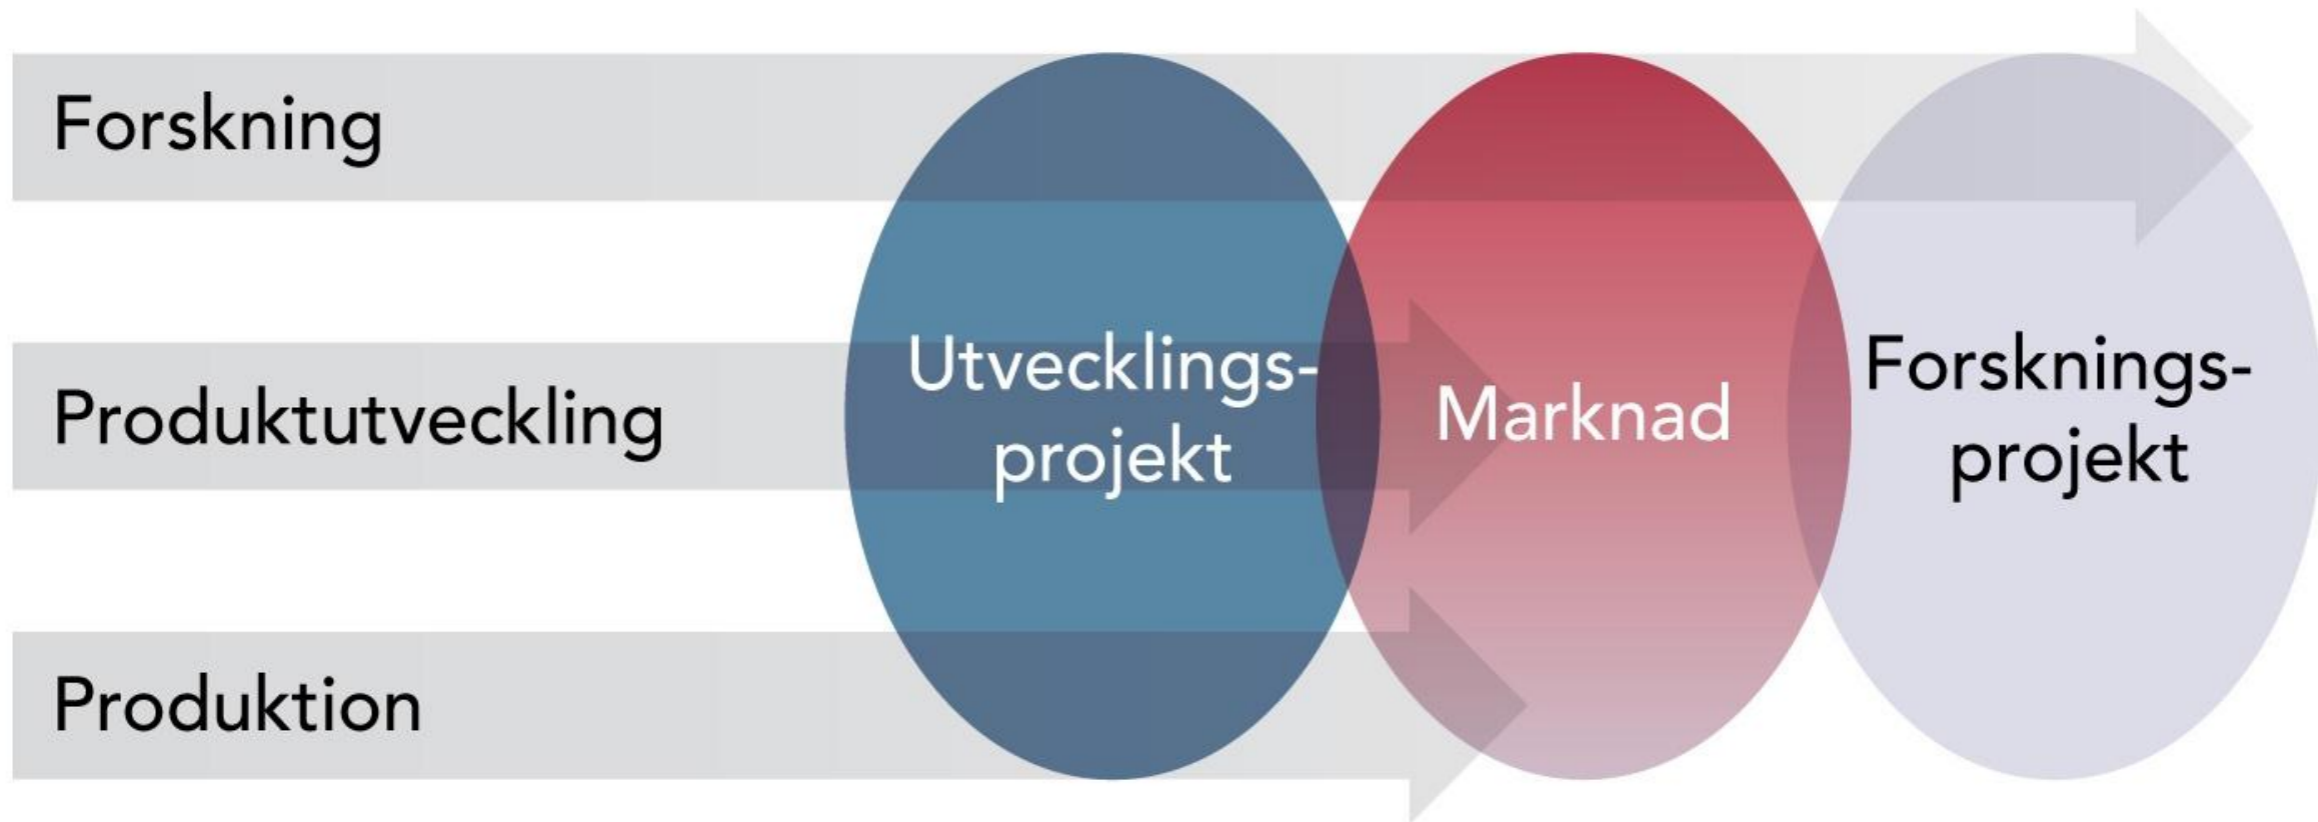 Forskning
Produktutveckling
Produktion
Utvecklings-
projekt
Marknad
Forsknings-
projekt